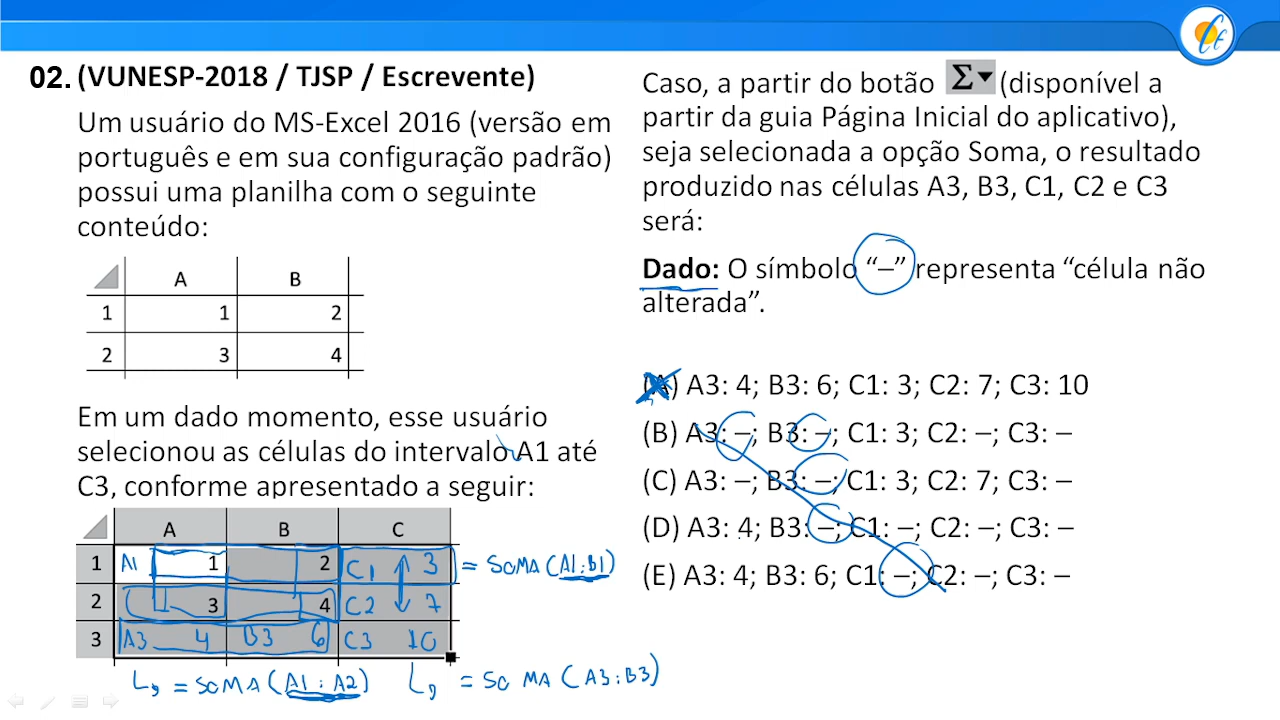 02. (VUNESP-2018 / TJSP / Escrevente)
Um usuário do MS-Excel 2016 (versão em
português e em sua configuração padrão)
possui uma planilha com o seguinte
conteúdo:
A B
1 1 2
2 3 4
Em um dado momento, esse usuário
selecionou as células do intervalo A1 até
C3, conforme apresentado a seguir:
A B C
1 A1 1 2 C1 3 = SOMA (A1:B1)
2 3 4 C2 7
3 A3 4 B3 6 C3 10
= SOMA (A1 : A2) = SOMA (A3:B3)
Caso, a partir do botão Σ▾ (disponível a
partir da guia Página Inicial do aplicativo),
seja selecionada a opção Soma, o resultado
produzido nas células A3, B3, C1, C2 e C3
será:
Dado: O símbolo “–” representa “célula não
alterada”.
(A) A3: 4; B3: 6; C1: 3; C2: 7; C3: 10
(B) A3: –; B3: –; C1: 3; C2: –; C3: –
(C) A3: –; B3: –; C1: 3; C2: 7; C3: –
(D) A3: 4; B3: –; C1: –; C2: –; C3: –
(E) A3: 4; B3: 6; C1: –; C2: –; C3: –